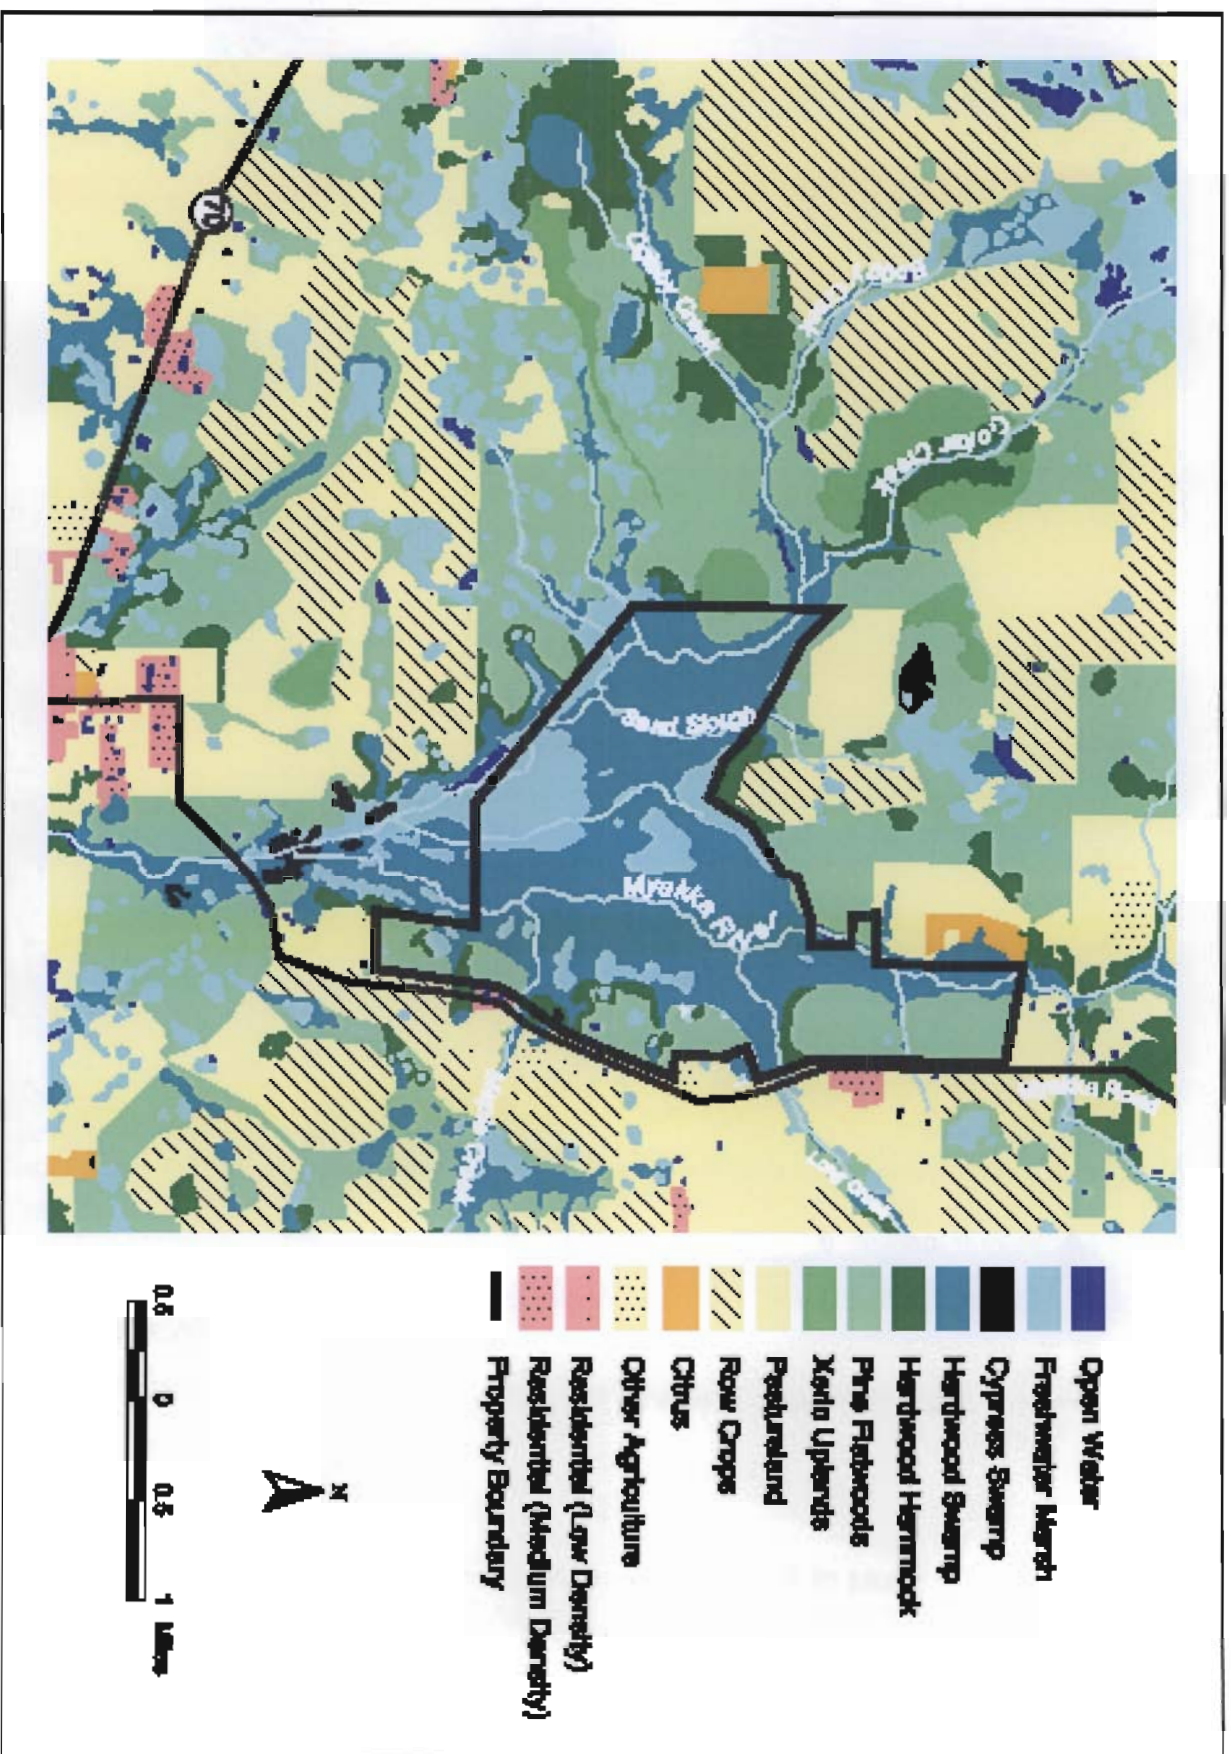 70
Coker Creek
Sand Slough
Myakka River
Long Creek
Open Water
Freshwater Marsh
Cypress Swamp
Hardwood Swamp
Hardwood Hammock
Pine Flatwoods
Xeric Uplands
Pastureland
Row Crops
Citrus
Other Agriculture
Residential (Low Density)
Residential (Medium Density)
Property Boundary
N
0.5 0 0.5 1 Miles